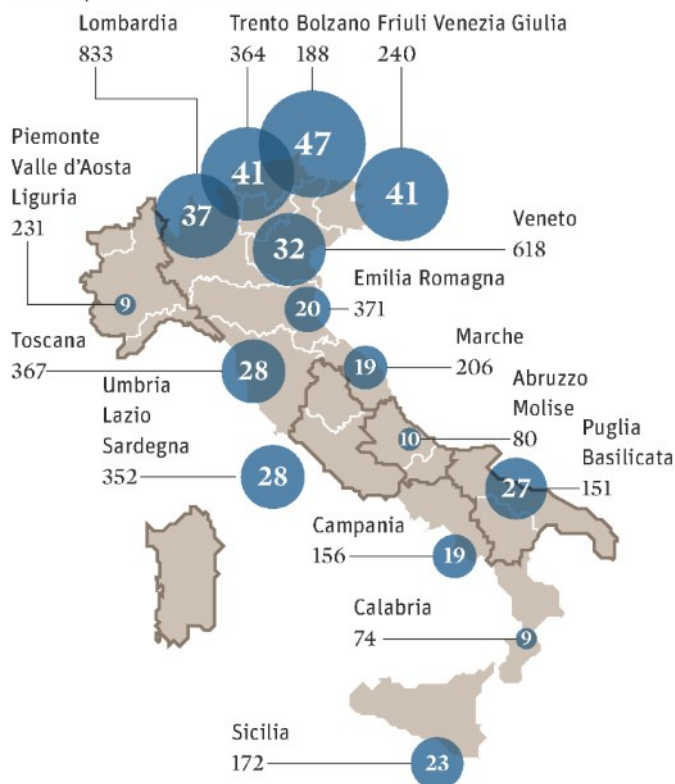 Lombardia
833
Trento Bolzano Friuli Venezia Giulia
364 188 240
Piemonte
Valle d'Aosta
Liguria
231
47
41
41
37
32
Veneto
618
9
20
Emilia Romagna
371
Toscana
367
28
19
Marche
206
Umbria
Lazio
Sardegna
352
28
10
Abruzzo
Molise
80
Puglia
Basilicata
151
27
Campania
156
19
Calabria
74
9
Sicilia
172
23